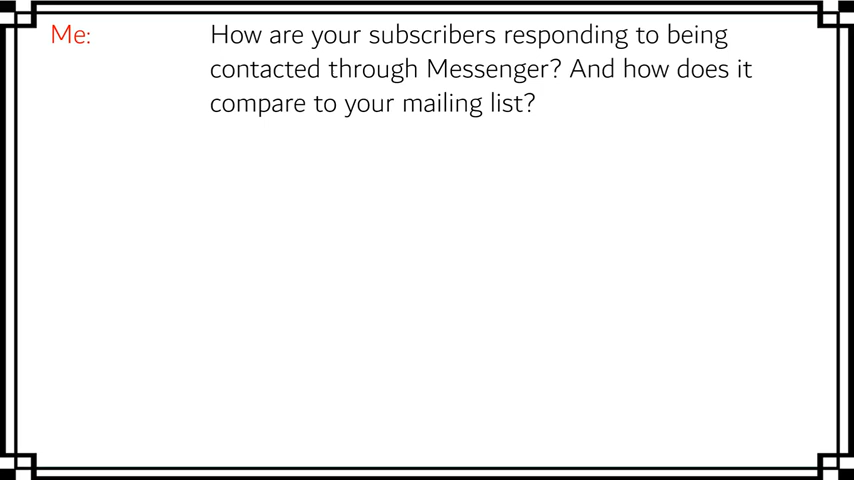 Me: How are your subscribers responding to being
contacted through Messenger? And how does it
compare to your mailing list?